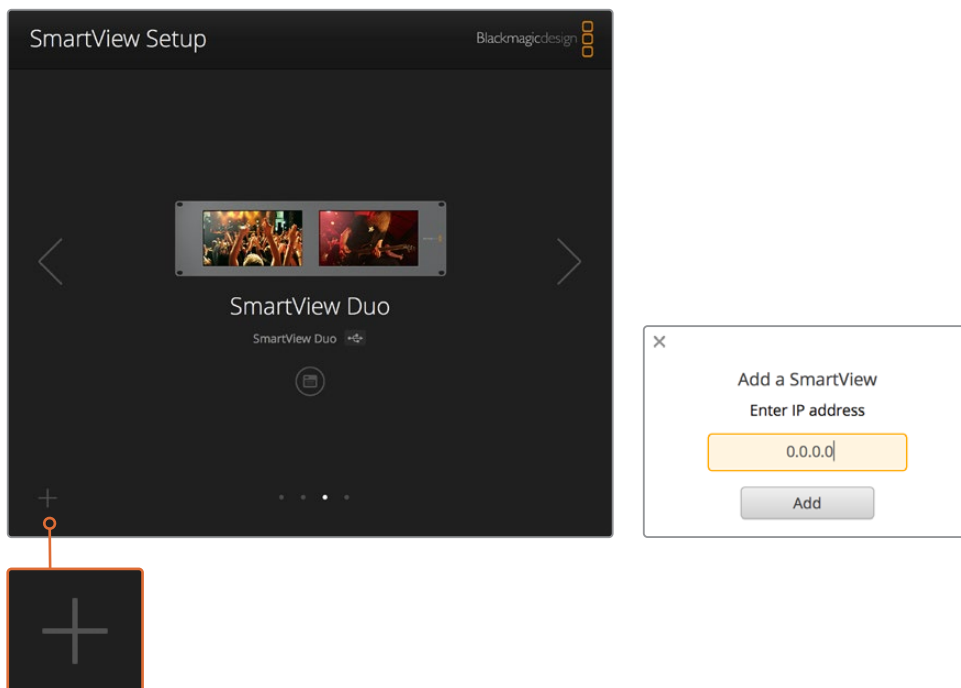 SmartView Setup
Blackmagicdesign
SmartView Duo
SmartView Duo
Add a SmartView
Enter IP address
0.0.0.0
Add